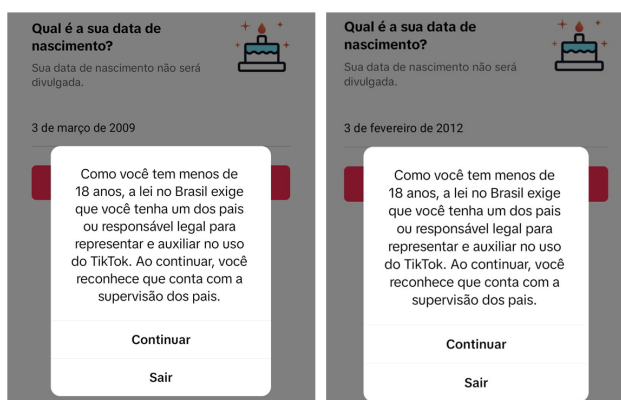 Qual é a sua data de
nascimento?
Sua data de nascimento não será
divulgada.
3 de março de 2009
Como você tem menos de
18 anos, a lei no Brasil exige
que você tenha um dos pais
ou responsável legal para
representar e auxiliar no uso
do TikTok. Ao continuar, você
reconhece que conta com a
supervisão dos pais.
Continuar
Sair
Qual é a sua data de
nascimento?
Sua data de nascimento não será
divulgada.
3 de fevereiro de 2012
Como você tem menos de
18 anos, a lei no Brasil exige
que você tenha um dos pais
ou responsável legal para
representar e auxiliar no uso
do TikTok. Ao continuar, você
reconhece que conta com a
supervisão dos pais.
Continuar
Sair